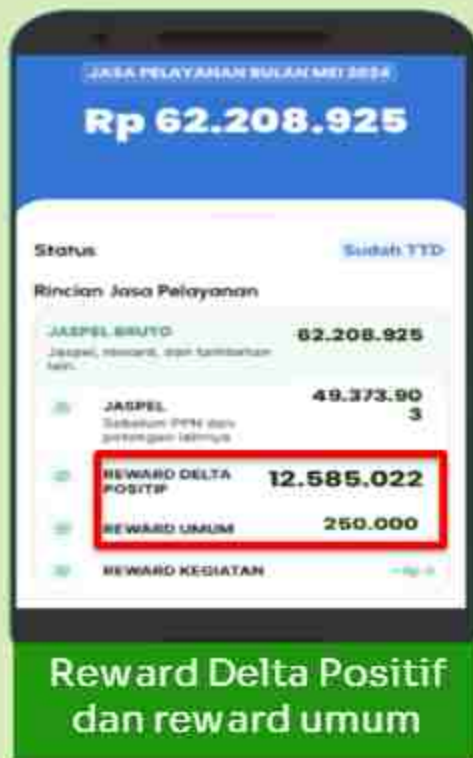 JASA PELAYANAN BULAN MEI 2024
Rp 62.208.925
Status
Sudah TTD
Rincian Jasa Pelayanan
JASPEL BRUTO
62.208.925
Jaspel, reward, dan tambahan
lain.
JASPEL
49.373.90
3
Sebelum PPN dan
potongan lainnya
REWARD DELTA
POSITIF
12.585.022
REWARD UMUM
250.000
REWARD KEGIATAN
Reward Delta Positif
dan reward umum